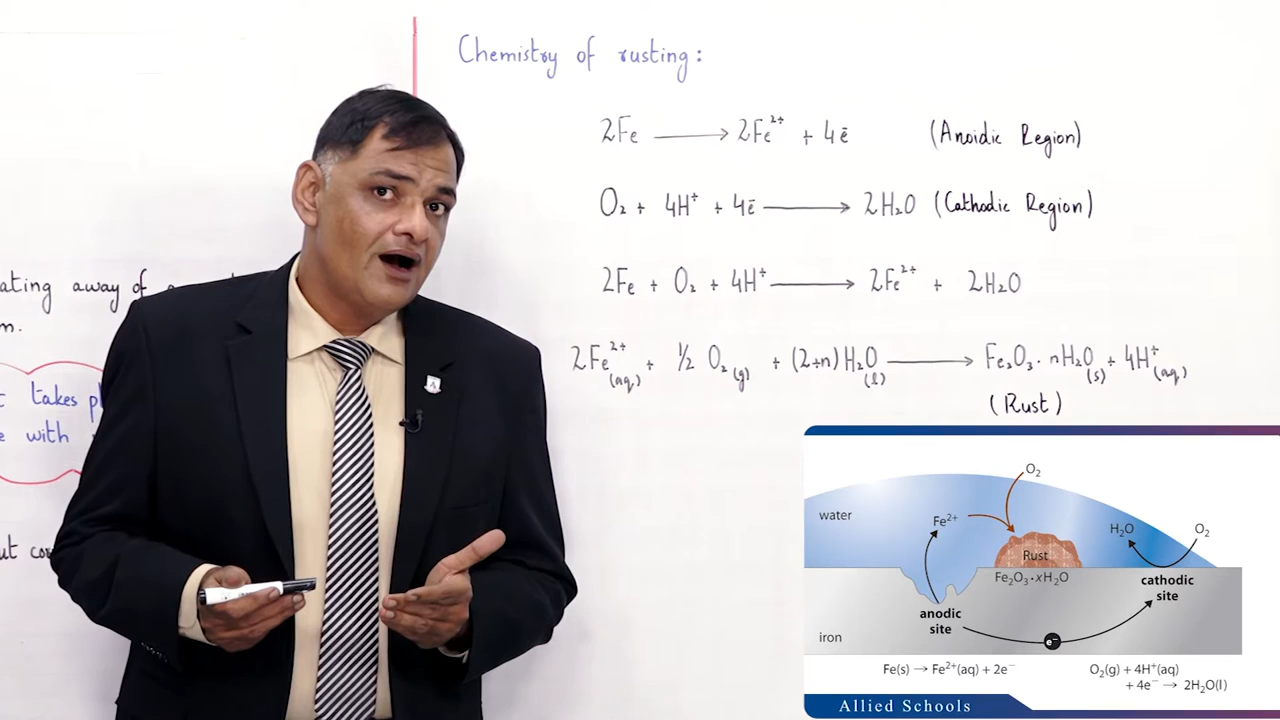 Chemistry of rusting:
2Fe ⟶ 2Fe²⁺ + 4ē (Anoidic Region)
O₂ + 4H⁺ + 4ē ⟶ 2H₂O (Cathodic Region)
2Fe + O₂ + 4H⁺ ⟶ 2Fe²⁺ + 2H₂O
2Fe²⁺(aq) + ½ O₂(g) + (2+n)H₂O(l) ⟶ Fe₂O₃·nH₂O(s) + 4H⁺(aq)
(Rust)
ating away of
m.
takes
e with
ut
O₂
water
Fe²⁺
H₂O
O₂
Rust
Fe₂O₃·xH₂O
cathodic
site
anodic
site
iron
e⁻
Fe(s) → Fe²⁺(aq) + 2e⁻
O₂(g) + 4H⁺(aq)
+ 4e⁻ → 2H₂O(l)
Allied Schools